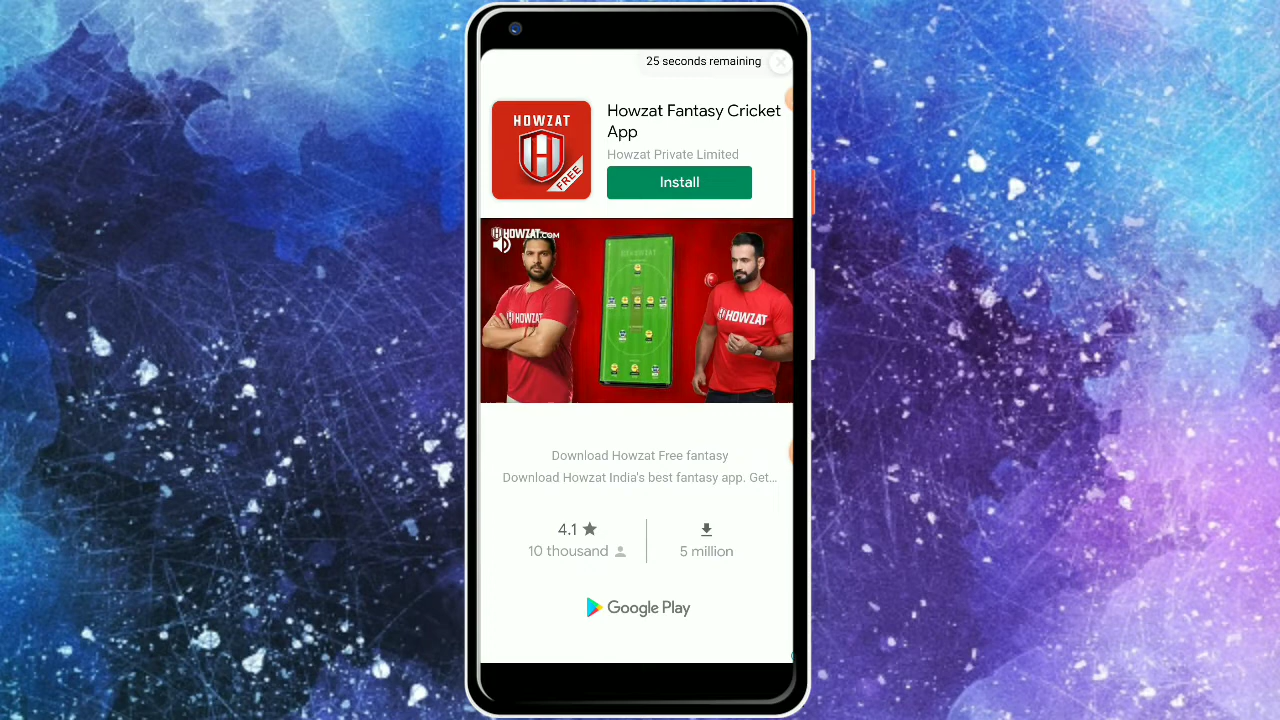 25 seconds remaining
HOWZAT
FREE
Howzat Fantasy Cricket
App
Howzat Private Limited
Install
HOWZAT.COM
HOWZAT
HOWZAT
HOWZAT
Download Howzat Free fantasy
Download Howzat India's best fantasy app. Get...
4.1
10 thousand
5 million
Google Play